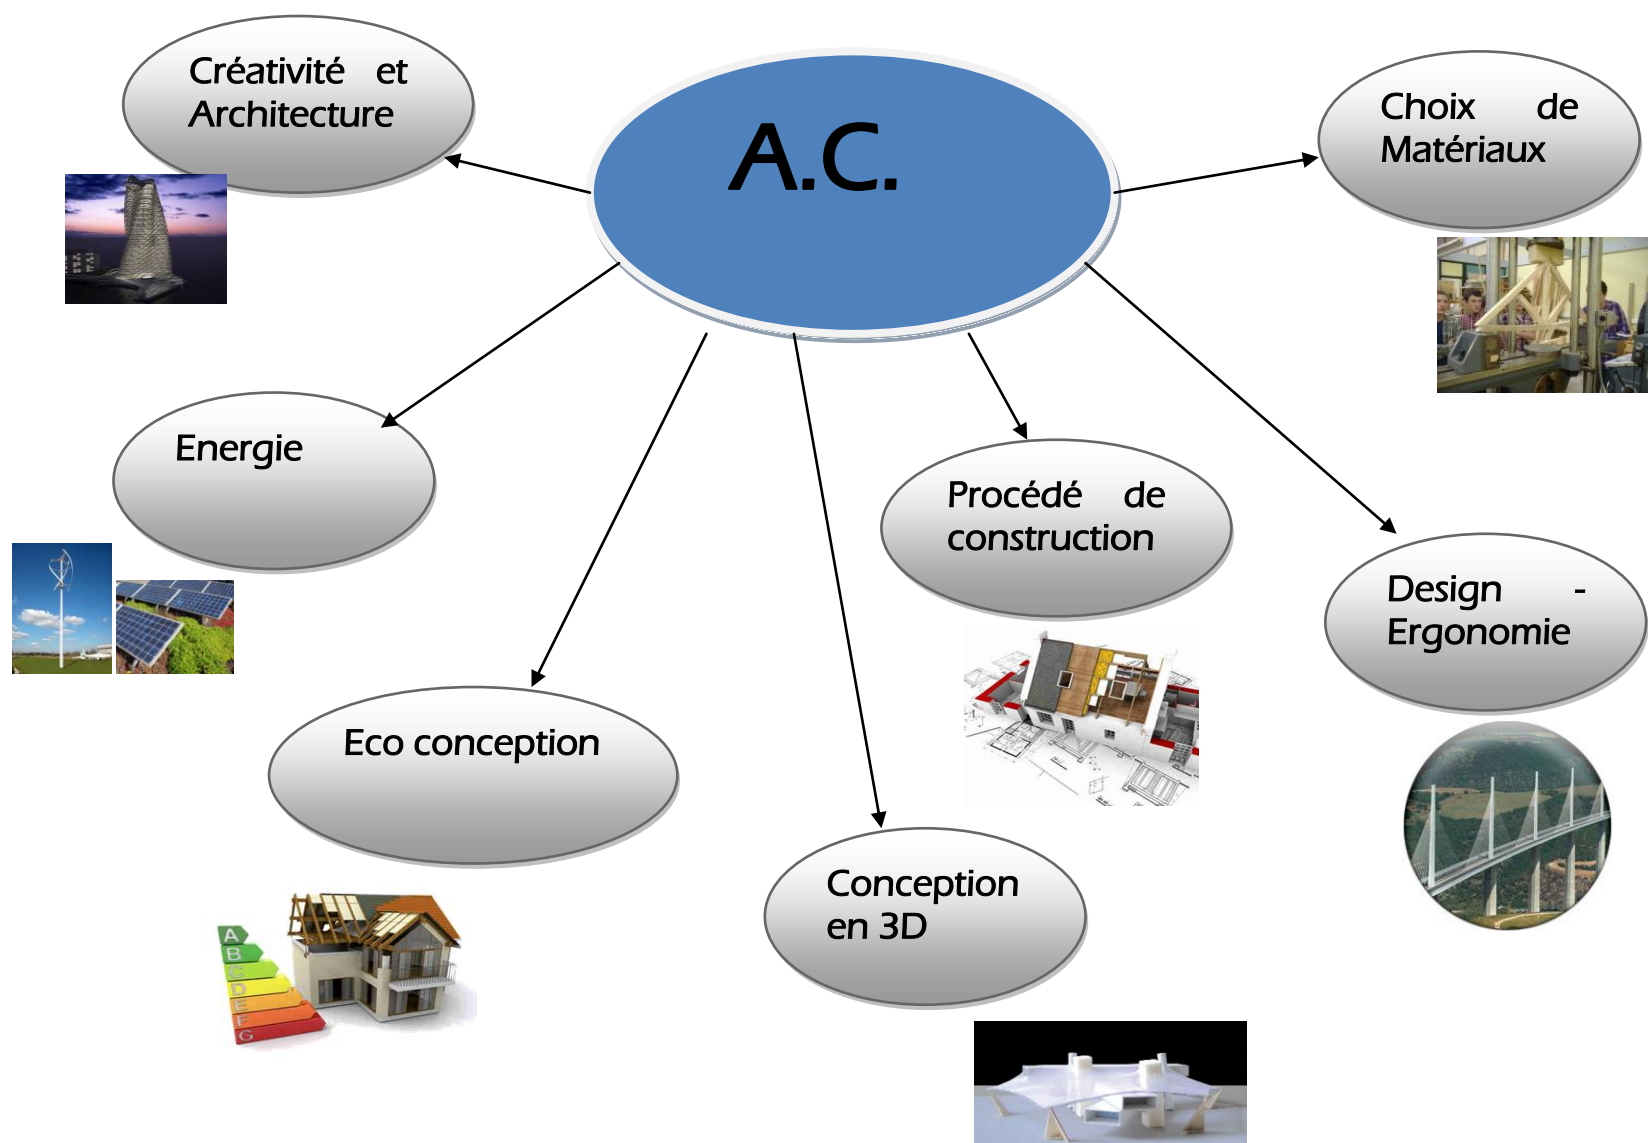 A.C.
Créativité et
Architecture
Choix de
Matériaux
Energie
Procédé de
construction
Design -
Ergonomie
Eco conception
Conception
en 3D
A
B
C
D
E
F
G